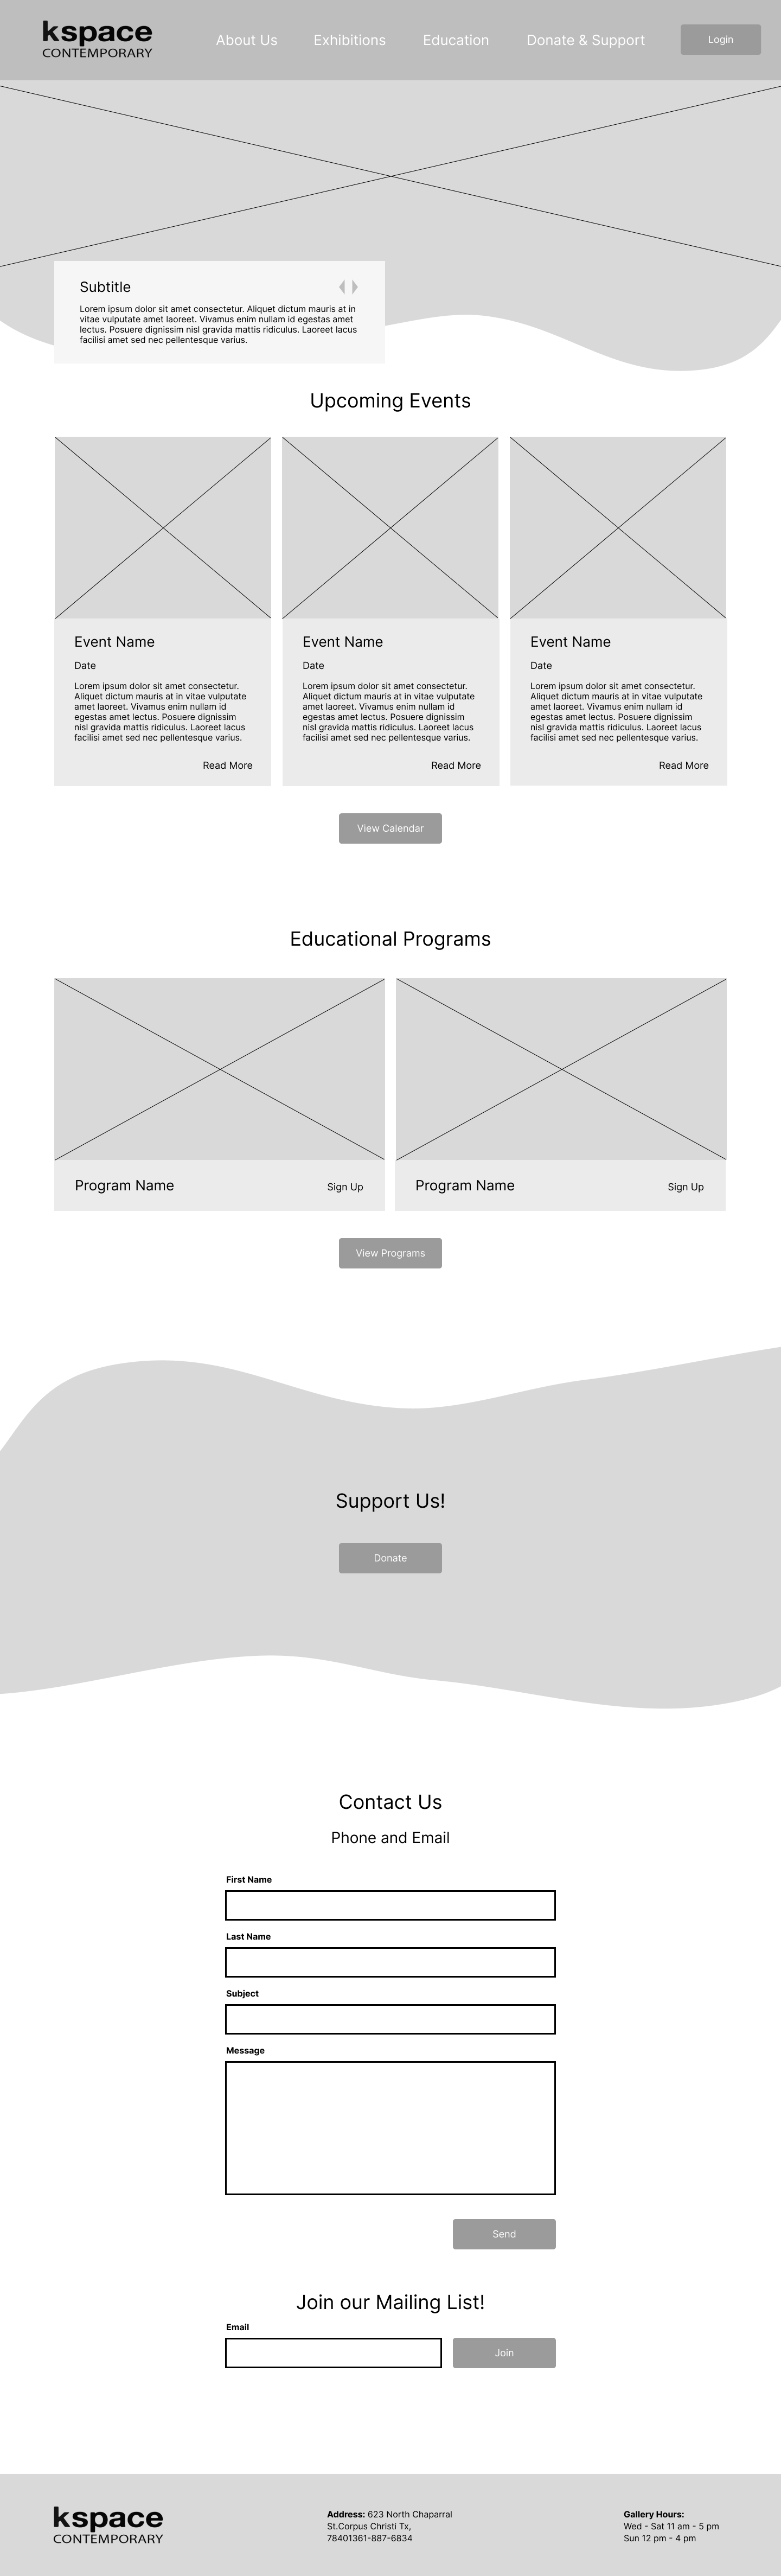 kspace
CONTEMPORARY
About Us
Exhibitions
Education
Donate & Support
Login
Subtitle
Lorem ipsum dolor sit amet consectetur. Aliquet dictum mauris at in
vitae vulputate amet laoreet. Vivamus enim nullam id egestas amet
lectus. Posuere dignissim nisl gravida mattis ridiculus. Laoreet lacus
facilisi amet sed nec pellentesque varius.
Upcoming Events
Event Name
Date
Lorem ipsum dolor sit amet consectetur.
Aliquet dictum mauris at in vitae vulputate
amet laoreet. Vivamus enim nullam id
egestas amet lectus. Posuere dignissim
nisl gravida mattis ridiculus. Laoreet lacus
facilisi amet sed nec pellentesque varius.
Read More
Event Name
Date
Lorem ipsum dolor sit amet consectetur.
Aliquet dictum mauris at in vitae vulputate
amet laoreet. Vivamus enim nullam id
egestas amet lectus. Posuere dignissim
nisl gravida mattis ridiculus. Laoreet lacus
facilisi amet sed nec pellentesque varius.
Read More
Event Name
Date
Lorem ipsum dolor sit amet consectetur.
Aliquet dictum mauris at in vitae vulputate
amet laoreet. Vivamus enim nullam id
egestas amet lectus. Posuere dignissim
nisl gravida mattis ridiculus. Laoreet lacus
facilisi amet sed nec pellentesque varius.
Read More
View Calendar
Educational Programs
Program Name
Sign Up
Program Name
Sign Up
View Programs
Support Us!
Donate
Contact Us
Phone and Email
First Name
Last Name
Subject
Message
Send
Join our Mailing List!
Email
Join
kspace
CONTEMPORARY
Address: 623 North Chaparral
St.Corpus Christi Tx,
78401361-887-6834
Gallery Hours:
Wed - Sat 11 am - 5 pm
Sun 12 pm - 4 pm